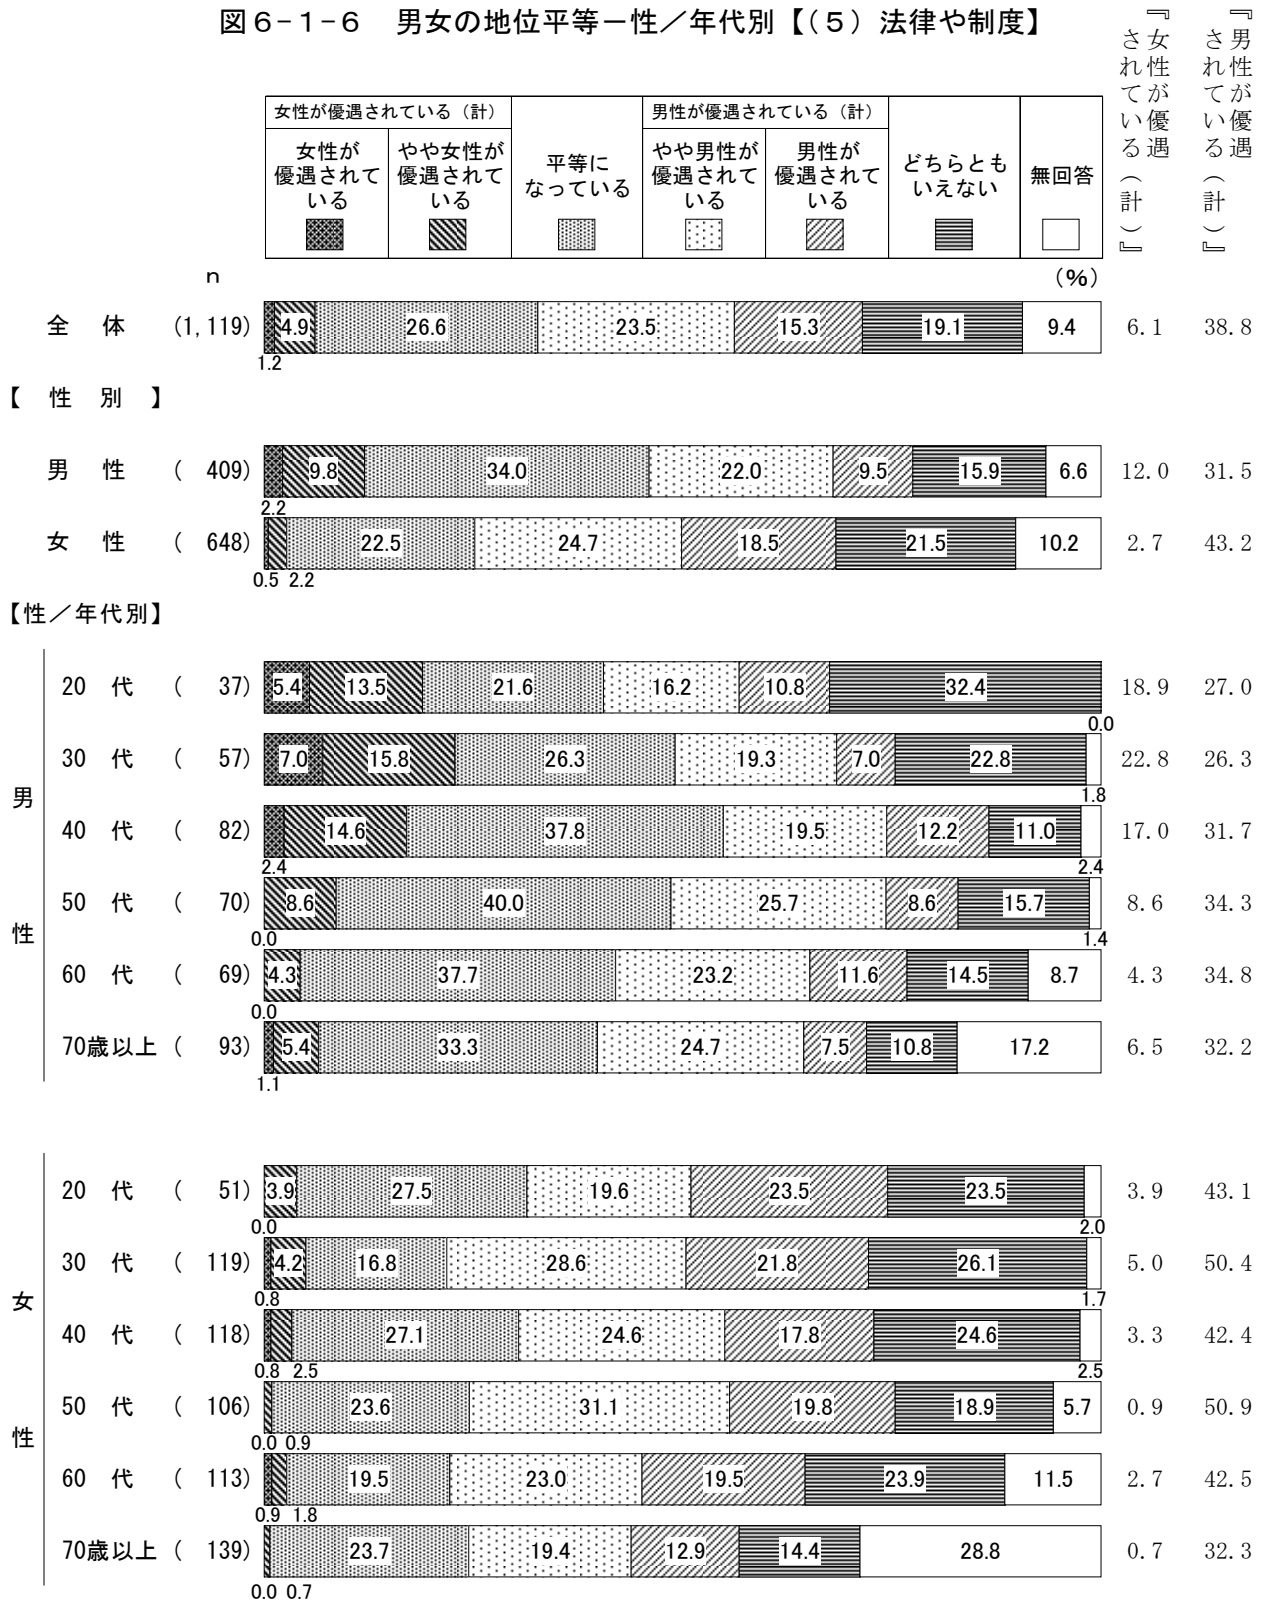 図６－１－６　男女の地位平等－性／年代別【（５）法律や制度】
『女性が優遇されている（計）』
『男性が優遇されている（計）』
女性が優遇されている（計）
男性が優遇されている（計）
女性が
優遇されて
いる
やや女性が
優遇されて
いる
平等に
なっている
やや男性が
優遇されて
いる
男性が
優遇されて
いる
どちらとも
いえない
無回答
n
（%）
全　体 (1,119) 4.9 26.6 23.5 15.3 19.1 9.4 6.1 38.8
1.2
【　性　別　】
男　性 ( 409) 9.8 34.0 22.0 9.5 15.9 6.6 12.0 31.5
2.2
女　性 ( 648) 22.5 24.7 18.5 21.5 10.2 2.7 43.2
0.5 2.2
【性／年代別】
男性
20　代 ( 37) 5.4 13.5 21.6 16.2 10.8 32.4 18.9 27.0
0.0
30　代 ( 57) 7.0 15.8 26.3 19.3 7.0 22.8 22.8 26.3
1.8
40　代 ( 82) 14.6 37.8 19.5 12.2 11.0 17.0 31.7
2.4 2.4
50　代 ( 70) 8.6 40.0 25.7 8.6 15.7 8.6 34.3
0.0 1.4
60　代 ( 69) 4.3 37.7 23.2 11.6 14.5 8.7 4.3 34.8
0.0
70歳以上 ( 93) 5.4 33.3 24.7 7.5 10.8 17.2 6.5 32.2
1.1
女性
20　代 ( 51) 3.9 27.5 19.6 23.5 23.5 3.9 43.1
0.0 2.0
30　代 ( 119) 4.2 16.8 28.6 21.8 26.1 5.0 50.4
0.8 1.7
40　代 ( 118) 27.1 24.6 17.8 24.6 3.3 42.4
0.8 2.5 2.5
50　代 ( 106) 23.6 31.1 19.8 18.9 5.7 0.9 50.9
0.0 0.9
60　代 ( 113) 19.5 23.0 19.5 23.9 11.5 2.7 42.5
0.9 1.8
70歳以上 ( 139) 23.7 19.4 12.9 14.4 28.8 0.7 32.3
0.0 0.7